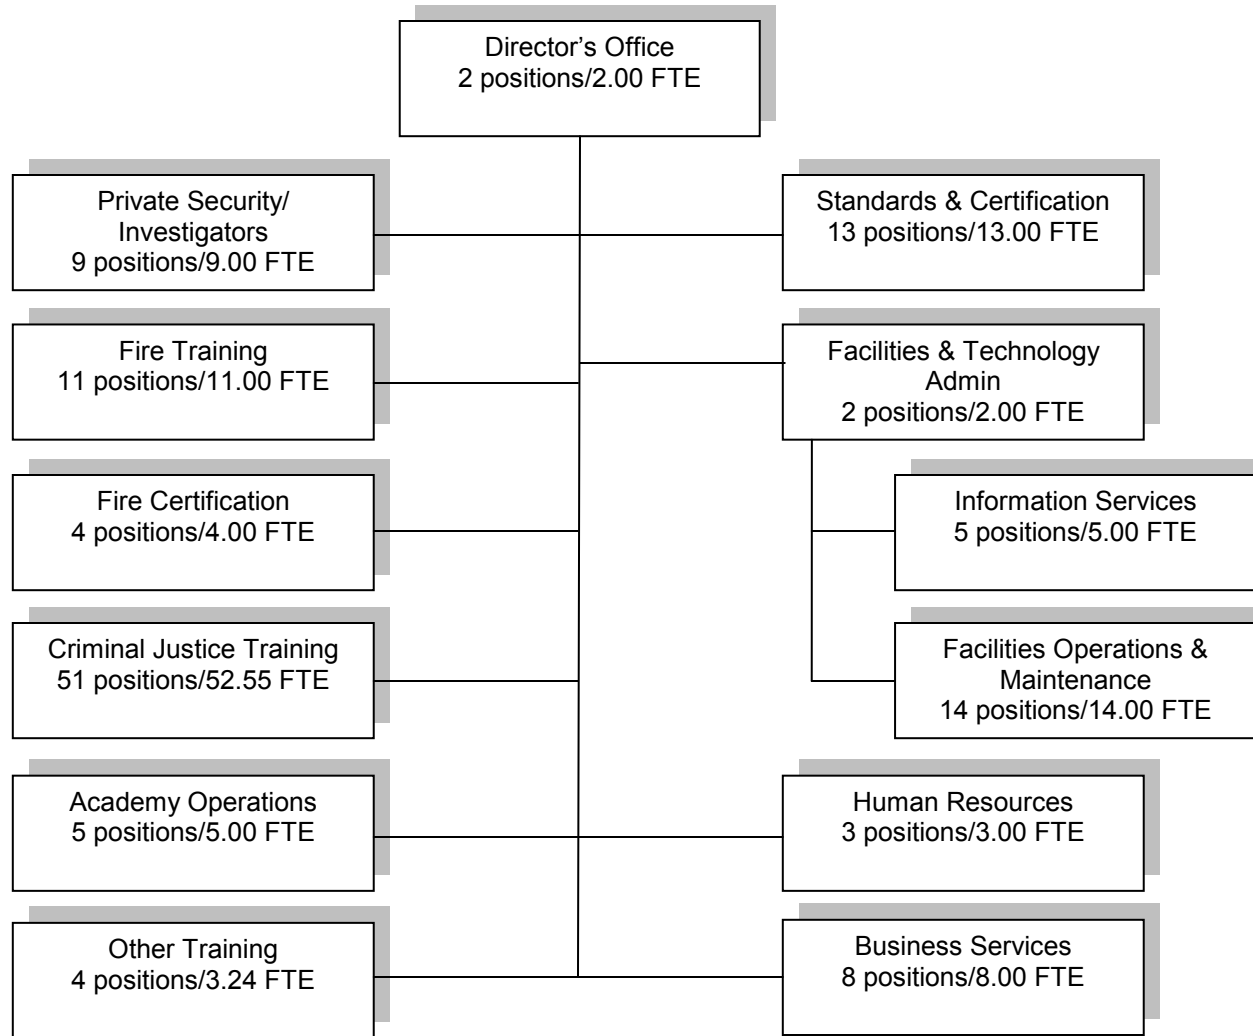 Director’s Office
2 positions/2.00 FTE
Private Security/
Investigators
9 positions/9.00 FTE
Standards & Certification
13 positions/13.00 FTE
Fire Training
11 positions/11.00 FTE
Facilities & Technology
Admin
2 positions/2.00 FTE
Fire Certification
4 positions/4.00 FTE
Information Services
5 positions/5.00 FTE
Criminal Justice Training
51 positions/52.55 FTE
Facilities Operations &
Maintenance
14 positions/14.00 FTE
Academy Operations
5 positions/5.00 FTE
Human Resources
3 positions/3.00 FTE
Other Training
4 positions/3.24 FTE
Business Services
8 positions/8.00 FTE